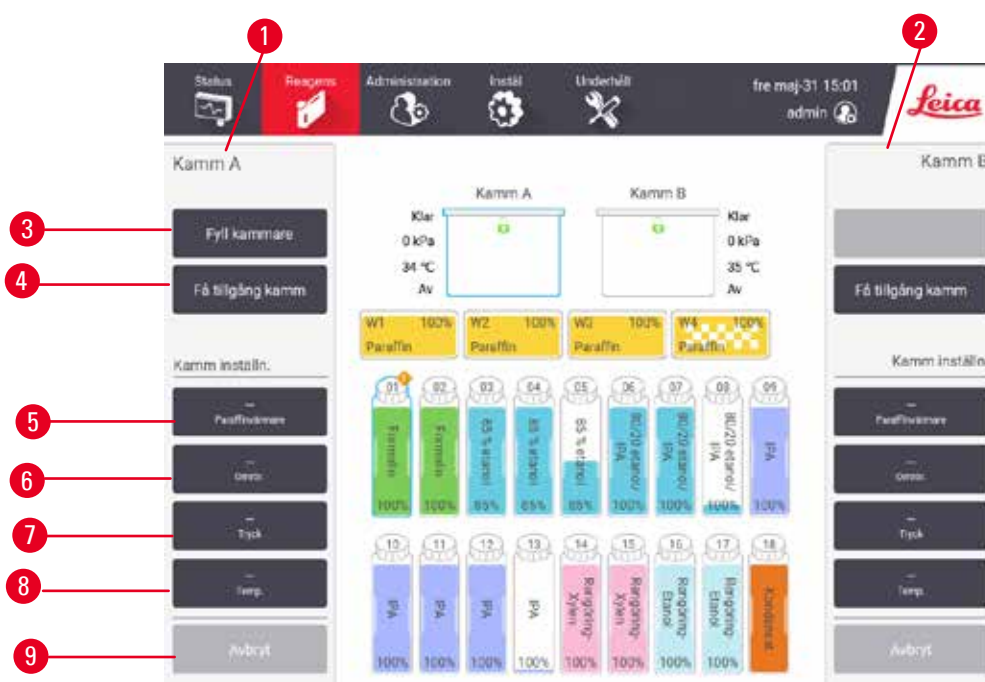 1
2
Status
Reagens
Administration
Instäl
Underhåll
fre maj-31 15:01
admin
Leica
Kamm A
Kamm B
3
Fyll kammare
4
Få tillgång kamm
Kamm inställn.
5
--
Paraffinvärmare
6
--
Omrör.
7
--
Tryck
8
--
Temp.
9
Avbryt
Kamm A
Klar
0 kPa
34 °C
Av
Kamm B
Klar
0 kPa
35 °C
Av
W1 100%
Paraffin
W2 100%
Paraffin
W3 100%
Paraffin
W4 100%
Paraffin
01
Formalin
100%
02
Formalin
100%
03
85 % etanol
85%
04
85 % etanol
85%
05
85 % etanol
85%
06
80/20 etanol/
IPA
100%
07
80/20 etanol/
IPA
100%
08
80/20 etanol/
IPA
100%
09
IPA
100%
10
IPA
100%
11
IPA
100%
12
IPA
100%
13
IPA
100%
14
Rengöring-
Xylen
100%
15
Rengöring-
Xylen
100%
16
Rengöring-
Etanol
100%
17
Rengöring-
Etanol
100%
18
Kondensat
Få tillgång kamm
Kamm inställn
--
Paraffinvärmare
--
Omrör.
--
Tryck
--
Temp.
Avbryt